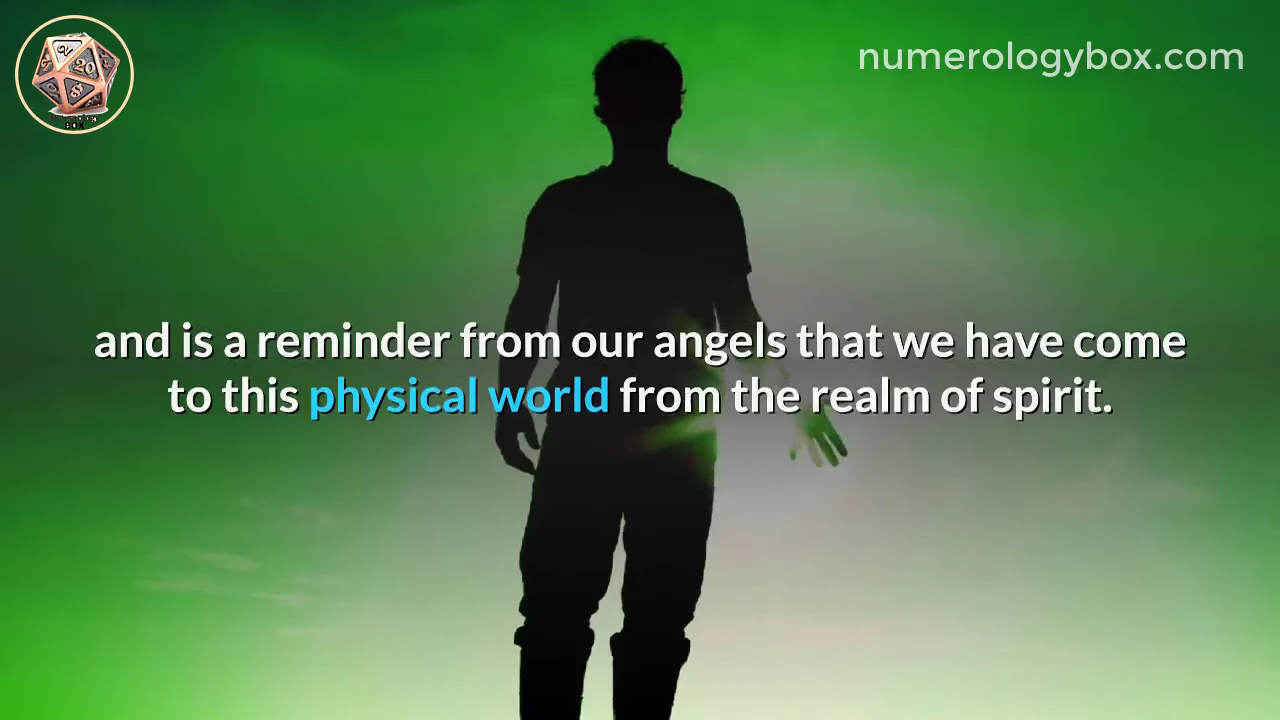 numerologybox.com
20
and is a reminder from our angels that we have come
to this physical world from the realm of spirit.